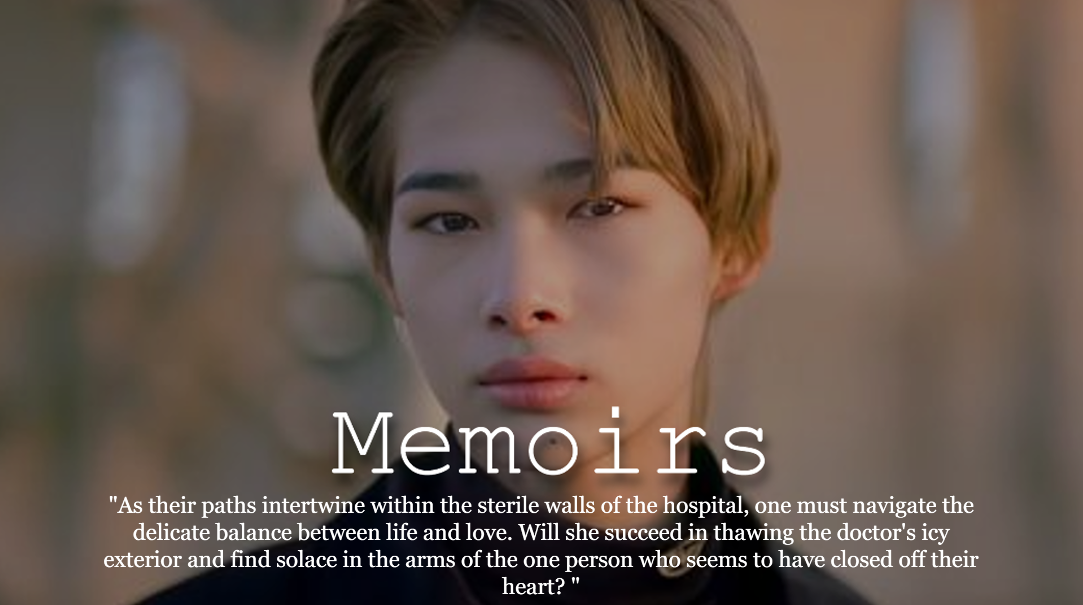 Memoirs
"As their paths intertwine within the sterile walls of the hospital, one must navigate the
delicate balance between life and love. Will she succeed in thawing the doctor's icy
exterior and find solace in the arms of the one person who seems to have closed off their
heart? "